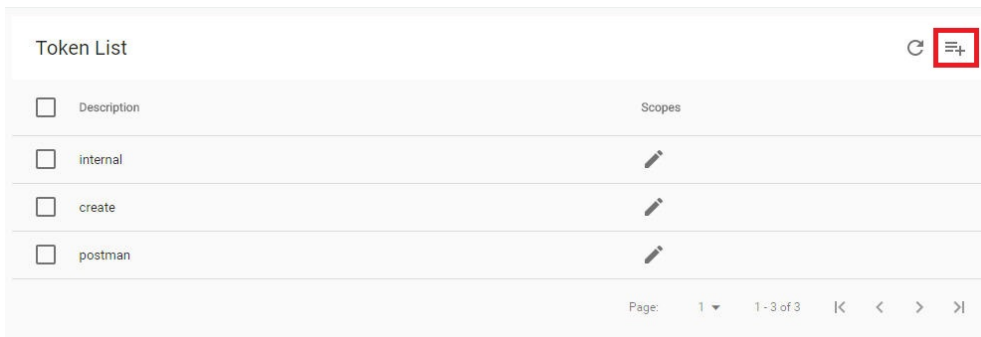 Token List
Description Scopes
internal
create
postman
Page: 1 1 - 3 of 3